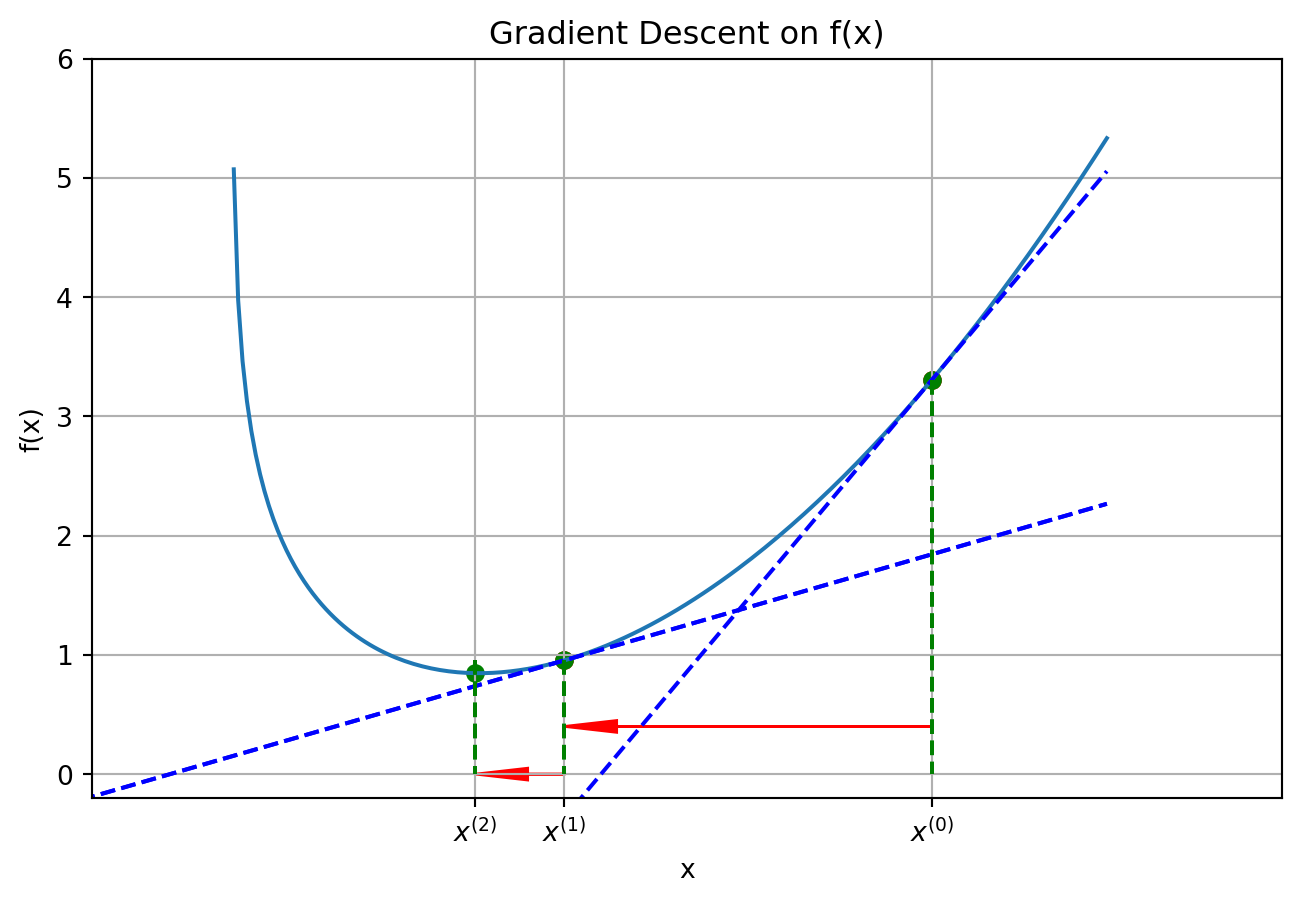 Gradient Descent on f(x)
6
5
4
3
2
1
0
f(x)
x⁽²⁾ x⁽¹⁾ x⁽⁰⁾
x